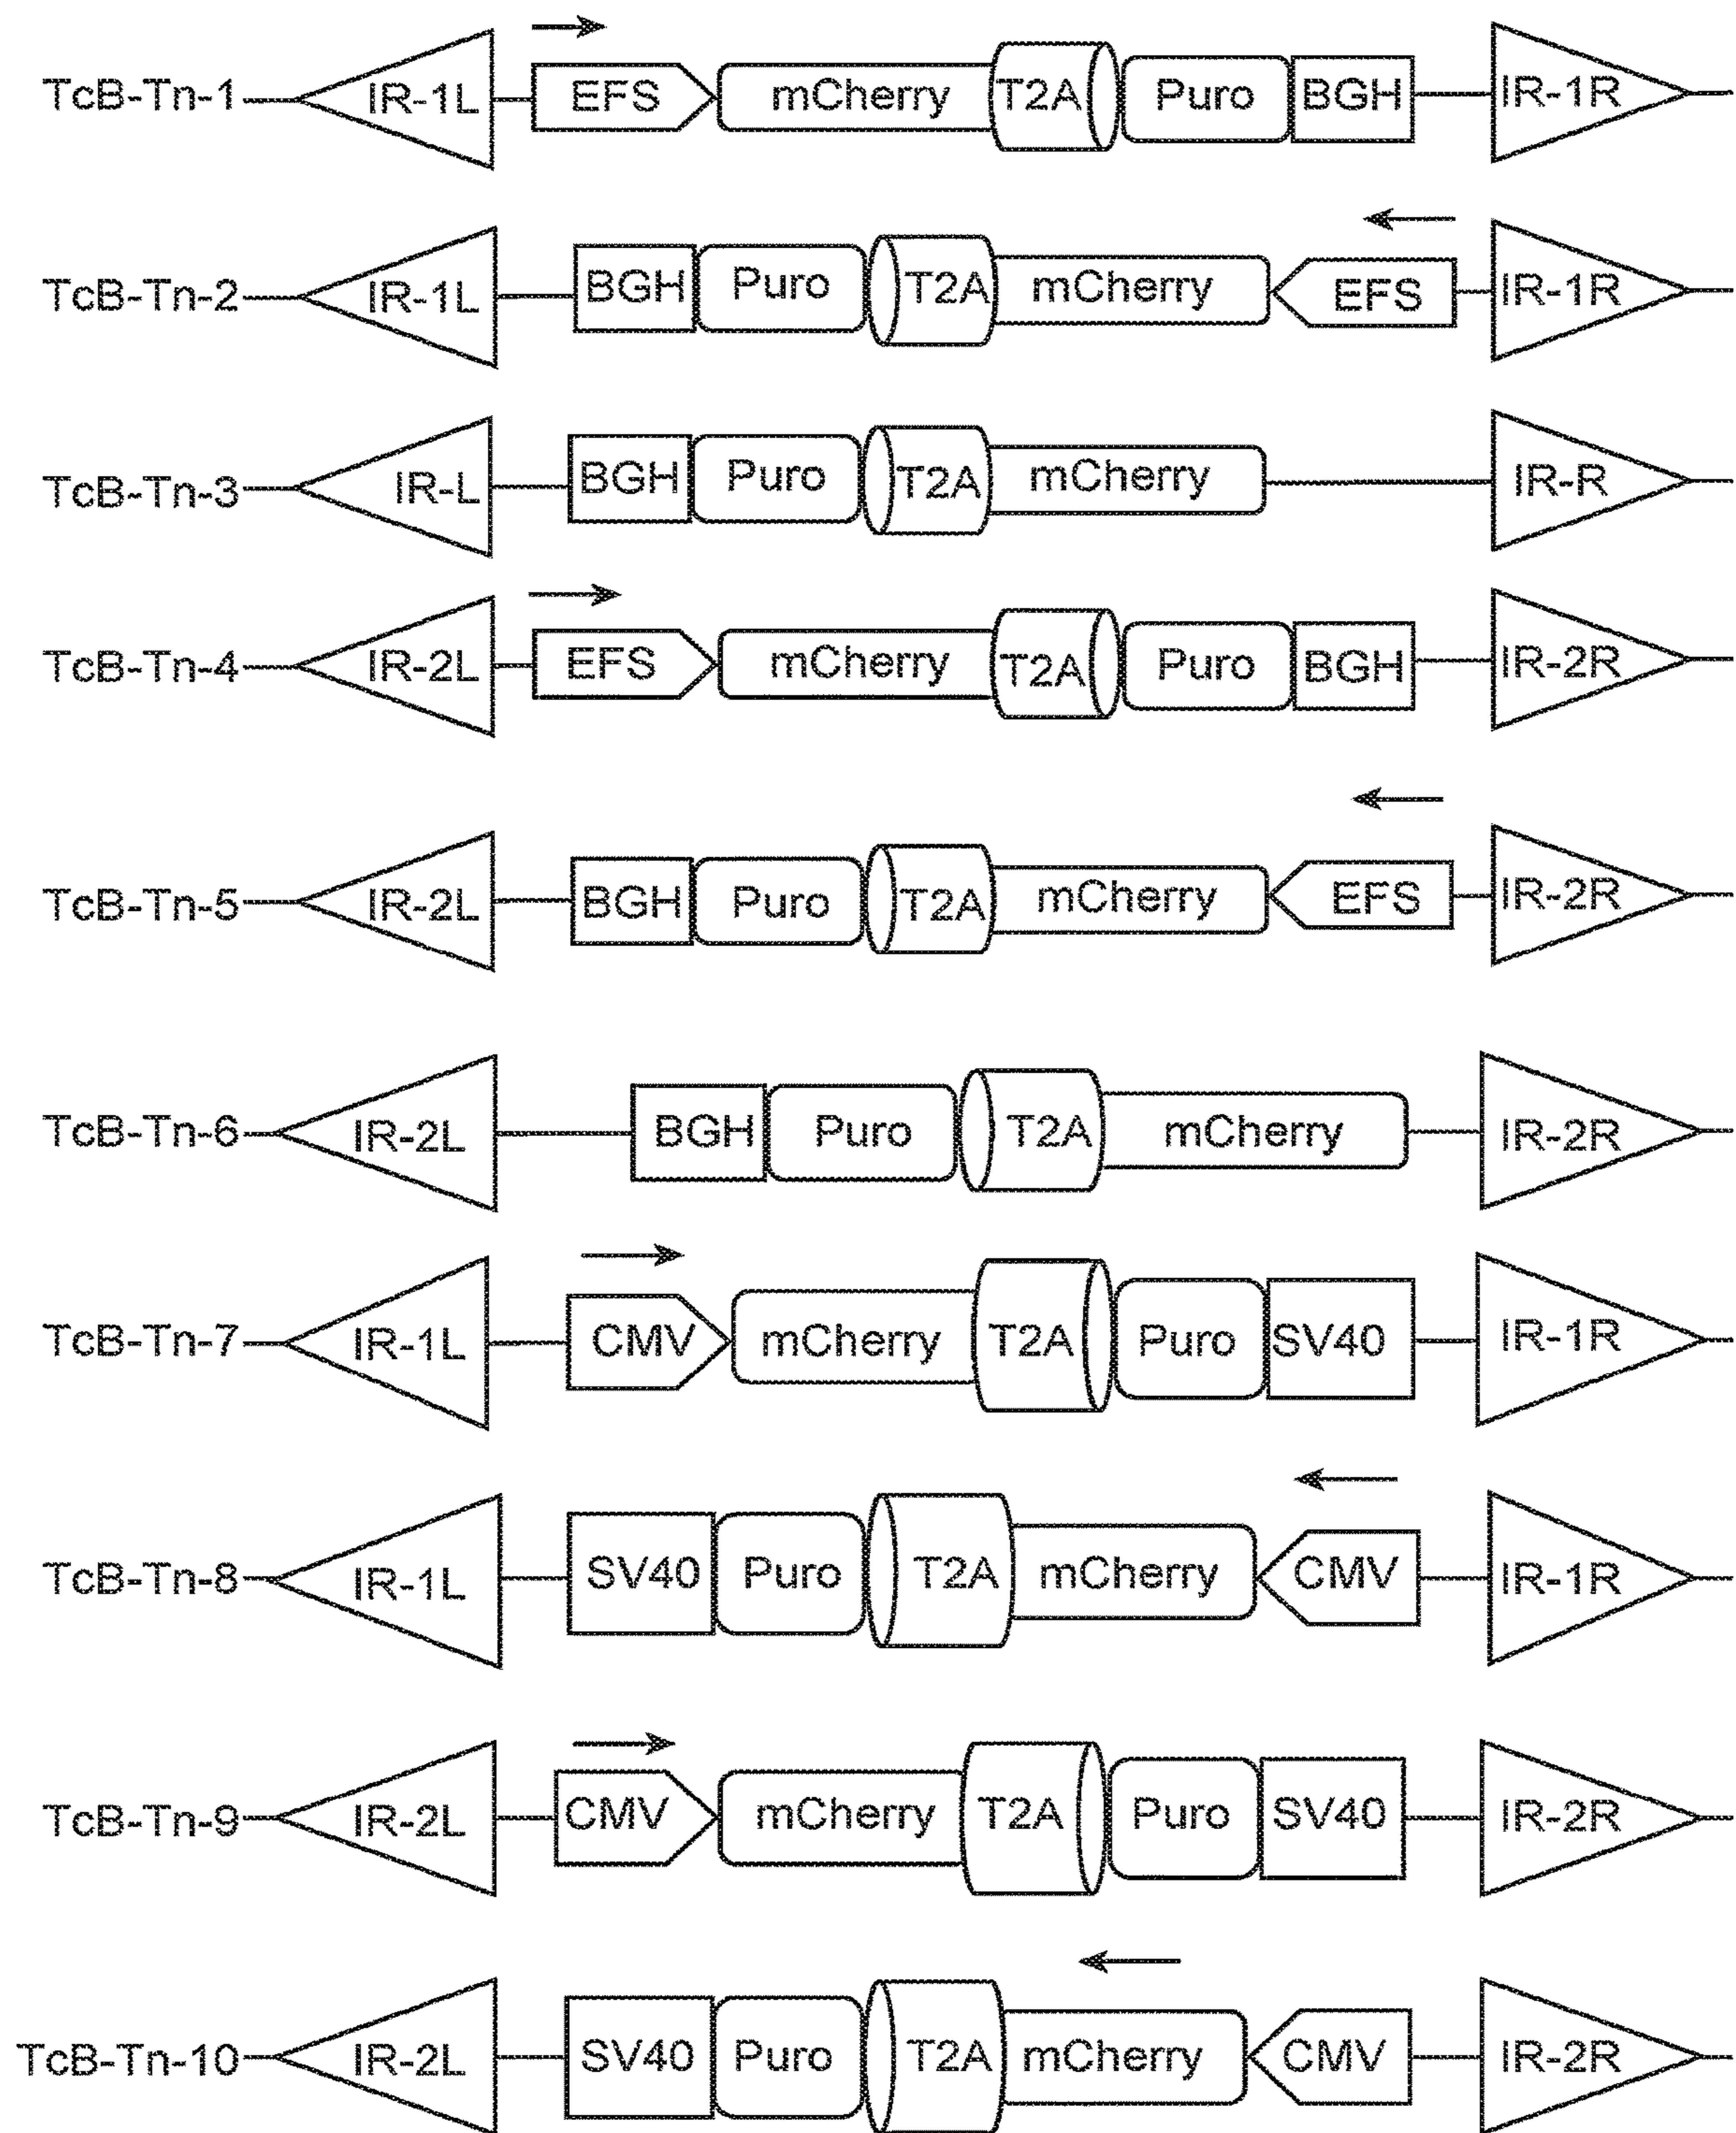 TcB-Tn-1 IR-1L EFS mCherry T2A Puro BGH IR-1R
TcB-Tn-2 IR-1L BGH Puro T2A mCherry EFS IR-1R
TcB-Tn-3 IR-L BGH Puro T2A mCherry IR-R
TcB-Tn-4 IR-2L EFS mCherry T2A Puro BGH IR-2R
TcB-Tn-5 IR-2L BGH Puro T2A mCherry EFS IR-2R
TcB-Tn-6 IR-2L BGH Puro T2A mCherry IR-2R
TcB-Tn-7 IR-1L CMV mCherry T2A Puro SV40 IR-1R
TcB-Tn-8 IR-1L SV40 Puro T2A mCherry CMV IR-1R
TcB-Tn-9 IR-2L CMV mCherry T2A Puro SV40 IR-2R
TcB-Tn-10 IR-2L SV40 Puro T2A mCherry CMV IR-2R